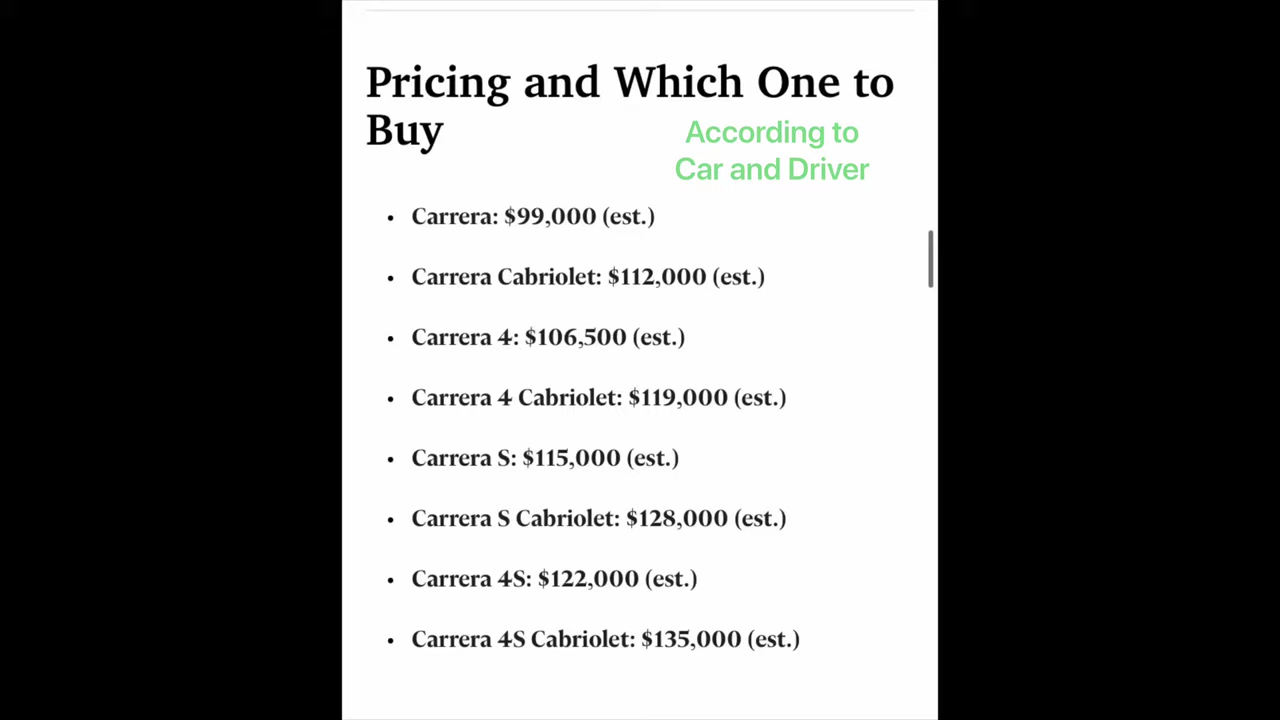 Pricing and Which One to
Buy
According to
Car and Driver
• Carrera: $99,000 (est.)
• Carrera Cabriolet: $112,000 (est.)
• Carrera 4: $106,500 (est.)
• Carrera 4 Cabriolet: $119,000 (est.)
• Carrera S: $115,000 (est.)
• Carrera S Cabriolet: $128,000 (est.)
• Carrera 4S: $122,000 (est.)
• Carrera 4S Cabriolet: $135,000 (est.)